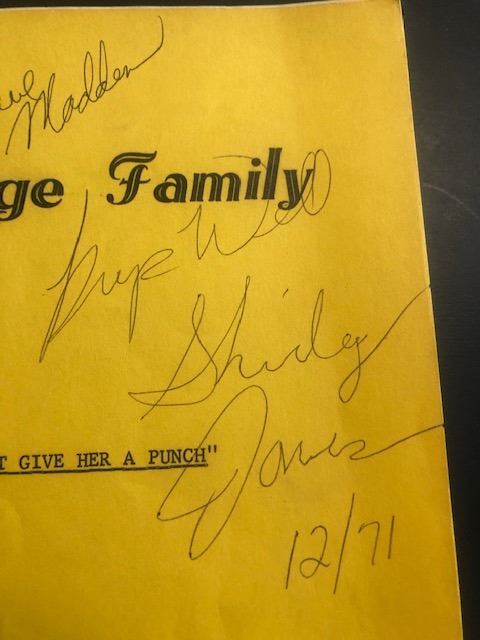 Madden
ge Family
Keep Well
Shirley
Jones
T GIVE HER A PUNCH"
12/71